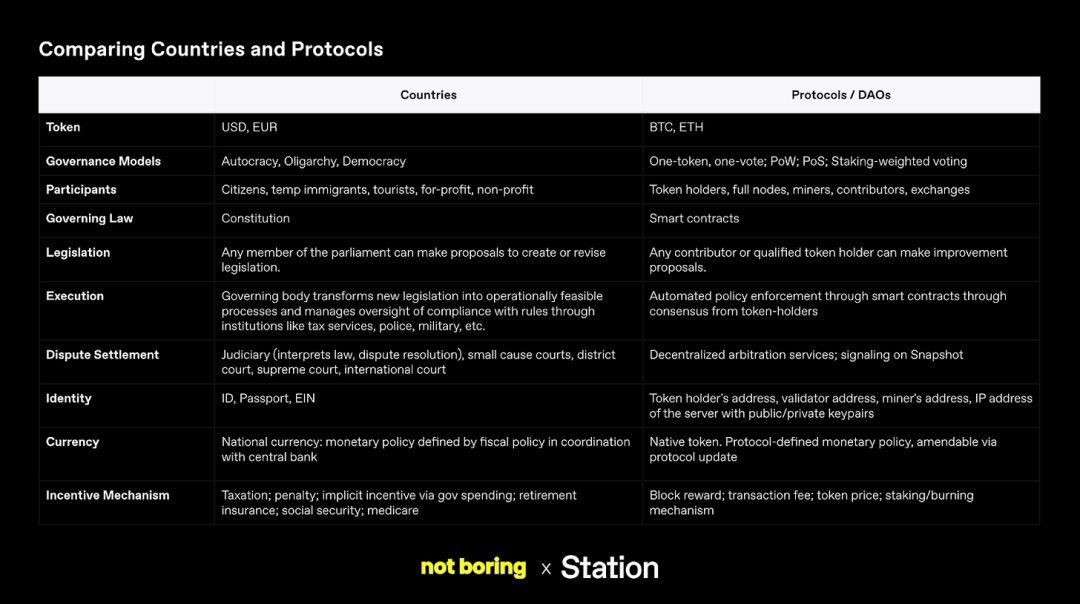 Comparing Countries and Protocols
Countries
Protocols / DAOs
Token
USD, EUR
BTC, ETH
Governance Models
Autocracy, Oligarchy, Democracy
One-token, one-vote; PoW; PoS; Staking-weighted voting
Participants
Citizens, temp immigrants, tourists, for-profit, non-profit
Token holders, full nodes, miners, contributors, exchanges
Governing Law
Constitution
Smart contracts
Legislation
Any member of the parliament can make proposals to create or revise
legislation.
Any contributor or qualified token holder can make improvement
proposals.
Execution
Governing body transforms new legislation into operationally feasible
processes and manages oversight of compliance with rules through
institutions like tax services, police, military, etc.
Automated policy enforcement through smart contracts through
consensus from token-holders
Dispute Settlement
Judiciary (interprets law, dispute resolution), small cause courts, district
court, supreme court, international court
Decentralized arbitration services; signaling on Snapshot
Identity
ID, Passport, EIN
Token holder's address, validator address, miner's address, IP address
of the server with public/private keypairs
Currency
National currency: monetary policy defined by fiscal policy in coordination
with central bank
Native token. Protocol-defined monetary policy, amendable via
protocol update
Incentive Mechanism
Taxation; penalty; implicit incentive via gov spending; retirement
insurance; social security; medicare
Block reward; transaction fee; token price; staking/burning
mechanism
not boring x Station